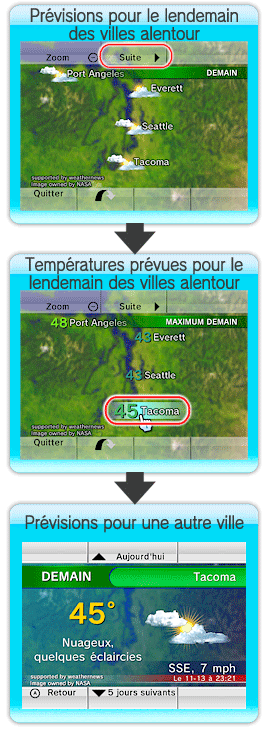 Prévisions pour le lendemain
des villes alentour
Zoom Suite
Port Angeles DEMAIN
Everett
Seattle
Tacoma
supported by weathernews
Image owned by NASA
Quitter
Températures prévues pour le
lendemain des villes alentour
Zoom Suite
48 Port Angeles MAXIMUM DEMAIN
43 Everett
43 Seattle
45 Tacoma
supported by weathernews
Image owned by NASA
Quitter
Prévisions pour une autre ville
Aujourd'hui
DEMAIN Tacoma
45°
Nuageux,
quelques éclaircies
SSE, 7 mph
supported by weathernews
Image owned by NASA
Le 11-13 à 23:21
Retour 5 jours suivants